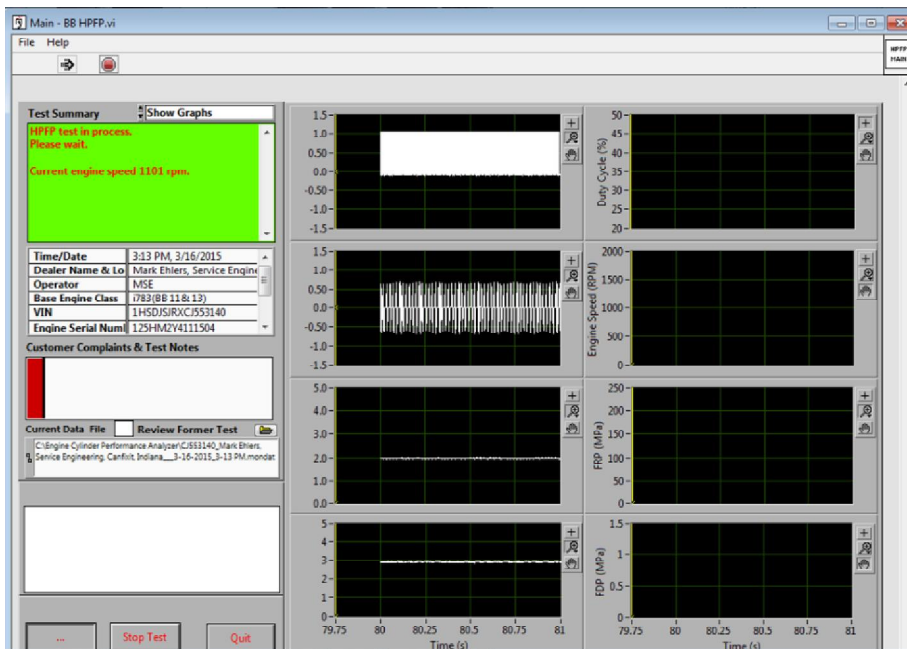 Main - BB HPFP.vi
File Help
HPFP
MAIN
Test Summary
Show Graphs
HPFP test in process.
Please wait.
Current engine speed 1101 rpm.
Time/Date 3:13 PM, 3/16/2015
Dealer Name & Lo Mark Ehlers, Service Engine
Operator MSE
Base Engine Class i783(BB 11& 13)
VIN 1HSDJSJRXCJ553140
Engine Serial Num 125HM2Y4111504
Customer Complaints & Test Notes
Current Data File
Review Former Test
C:\Engine Cylinder Performance Analyzer\CJ553140_Mark Ehlers,
Service Engineering, Canfixit, Indiana___3-16-2015_3-13 PM.mondat
...
Stop Test
Quit
1.5
1.0
0.50
0.0
-0.50
-1.0
-1.5
Duty Cycle (%)
50
45
40
35
30
25
20
1.5
1.0
0.50
0.0
-0.50
-1.0
-1.5
Engine Speed (RPM)
2000
1500
1000
500
0
5.0
4.0
3.0
2.0
1.0
0.0
FRP (MPa)
250
200
150
100
50
0
5
4
3
2
1
0
79.75 80 80.25 80.5 80.75 81
Time (s)
FDP (MPa)
1.5
1
0.5
0
79.75 80 80.25 80.5 80.75 81
Time (s)